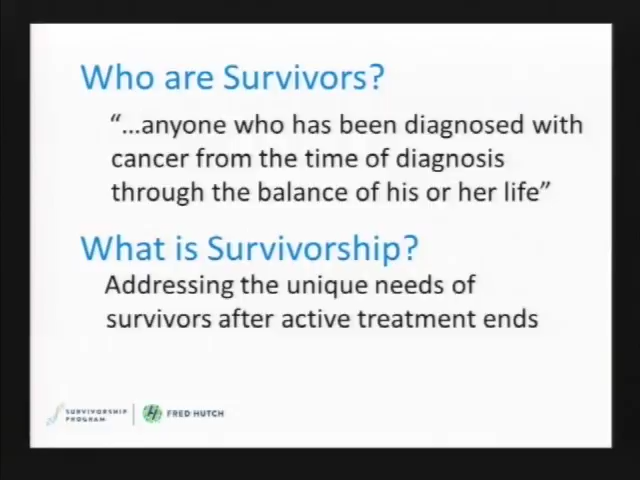 Who are Survivors?
“...anyone who has been diagnosed with
cancer from the time of diagnosis
through the balance of his or her life”
What is Survivorship?
Addressing the unique needs of
survivors after active treatment ends
SURVIVORSHIP
PROGRAM
FRED HUTCH